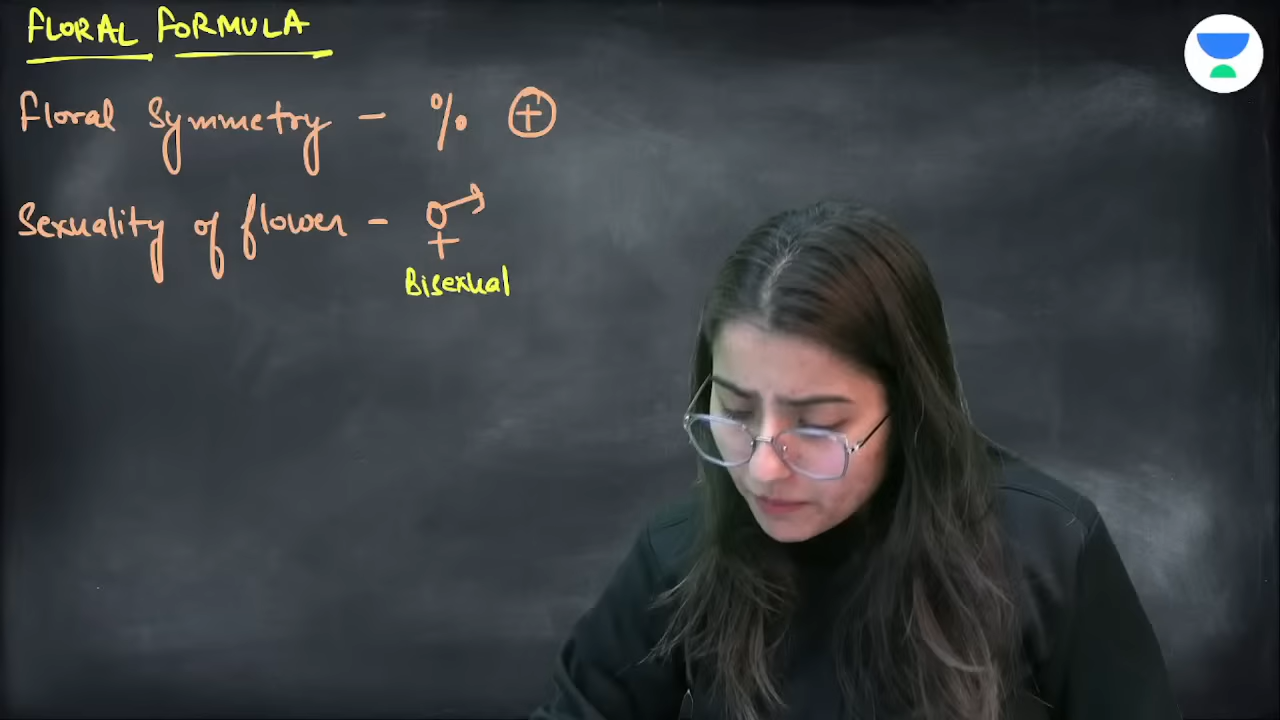 FLORAL FORMULA
Floral Symmetry - % ⊕
Sexuality of flower - ⚥
Bisexual